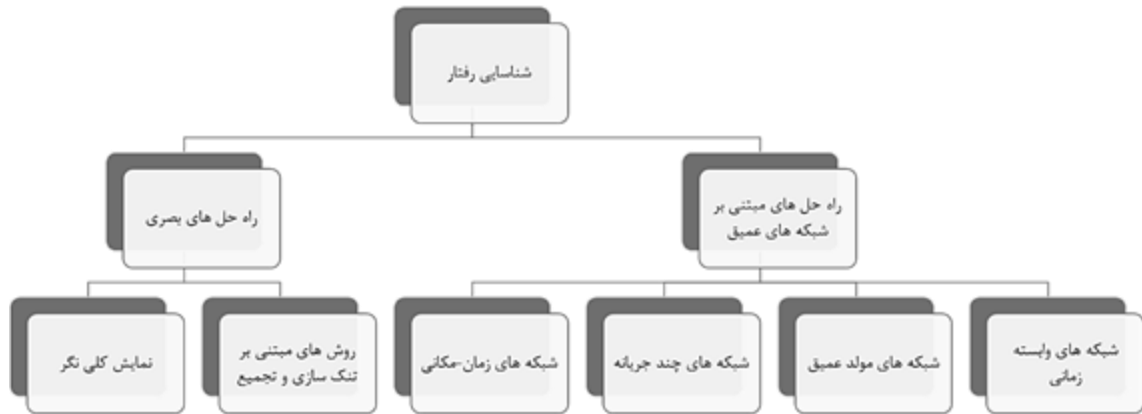 شناسایی رفتار
راه حل های مبتنی بر
شبکه های عمیق
راه حل های بصری
شبکه های وابسته
زمانی
شبکه های مولد عمیق
شبکه های چند جریانه
شبکه های زمان-مکانی
روش های مبتنی بر
تنک سازی و تجمیع
نمایش کلی نگر